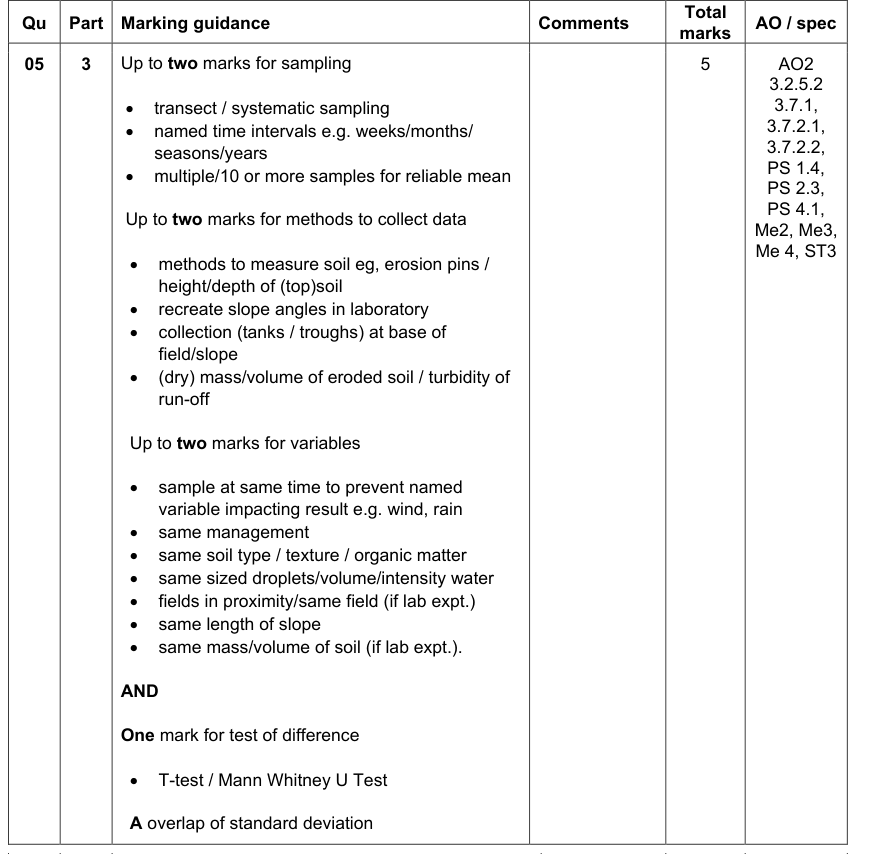 Qu Part Marking guidance Comments Total marks AO / spec
05 3 Up to two marks for sampling 5 AO2
3.2.5.2
3.7.1,
3.7.2.1,
3.7.2.2,
PS 1.4,
PS 2.3,
PS 4.1,
Me2, Me3,
Me 4, ST3
• transect / systematic sampling
• named time intervals e.g. weeks/months/
seasons/years
• multiple/10 or more samples for reliable mean
Up to two marks for methods to collect data
• methods to measure soil eg, erosion pins /
height/depth of (top)soil
• recreate slope angles in laboratory
• collection (tanks / troughs) at base of
field/slope
• (dry) mass/volume of eroded soil / turbidity of
run-off
Up to two marks for variables
• sample at same time to prevent named
variable impacting result e.g. wind, rain
• same management
• same soil type / texture / organic matter
• same sized droplets/volume/intensity water
• fields in proximity/same field (if lab expt.)
• same length of slope
• same mass/volume of soil (if lab expt.).
AND
One mark for test of difference
• T-test / Mann Whitney U Test
A overlap of standard deviation